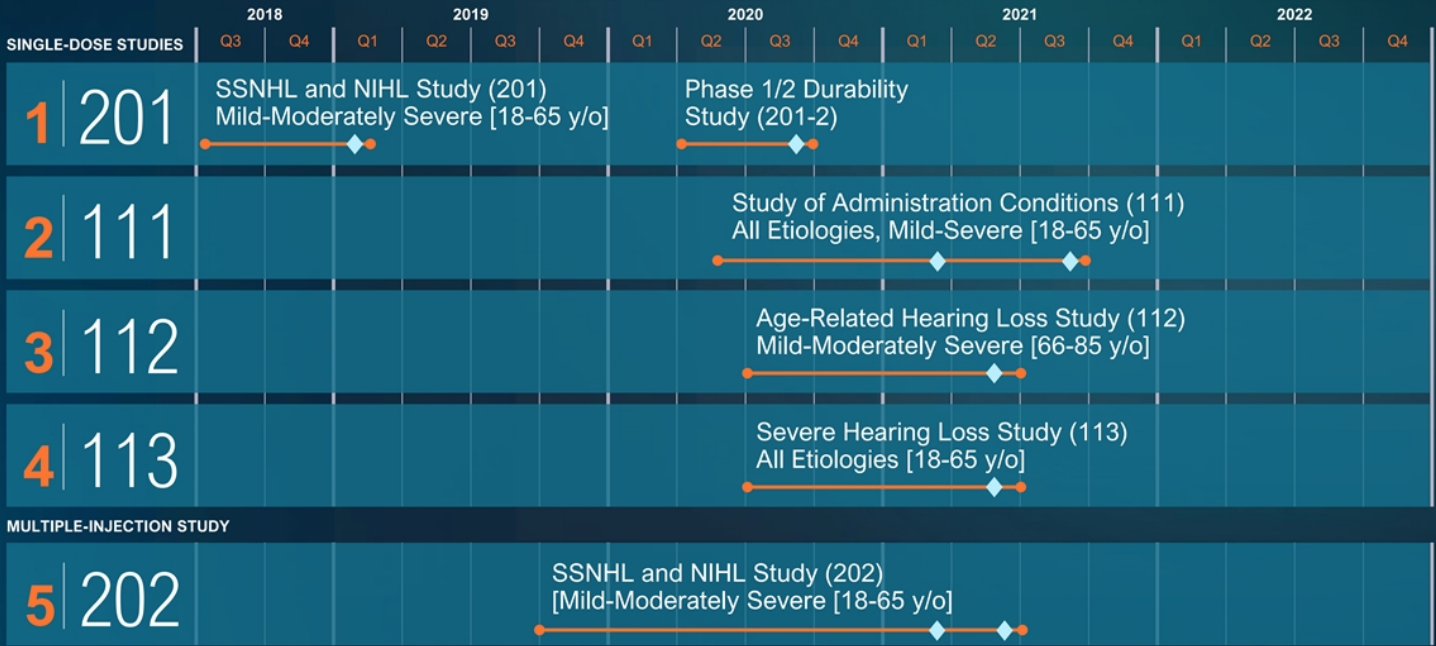 2018 2019 2020 2021 2022
SINGLE-DOSE STUDIES Q3 Q4 Q1 Q2 Q3 Q4 Q1 Q2 Q3 Q4 Q1 Q2 Q3 Q4 Q1 Q2 Q3 Q4
1 201
SSNHL and NIHL Study (201)
Mild-Moderately Severe [18-65 y/o]
Phase 1/2 Durability
Study (201-2)
2 111
Study of Administration Conditions (111)
All Etiologies, Mild-Severe [18-65 y/o]
3 112
Age-Related Hearing Loss Study (112)
Mild-Moderately Severe [66-85 y/o]
4 113
Severe Hearing Loss Study (113)
All Etiologies [18-65 y/o]
MULTIPLE-INJECTION STUDY
5 202
SSNHL and NIHL Study (202)
[Mild-Moderately Severe [18-65 y/o]